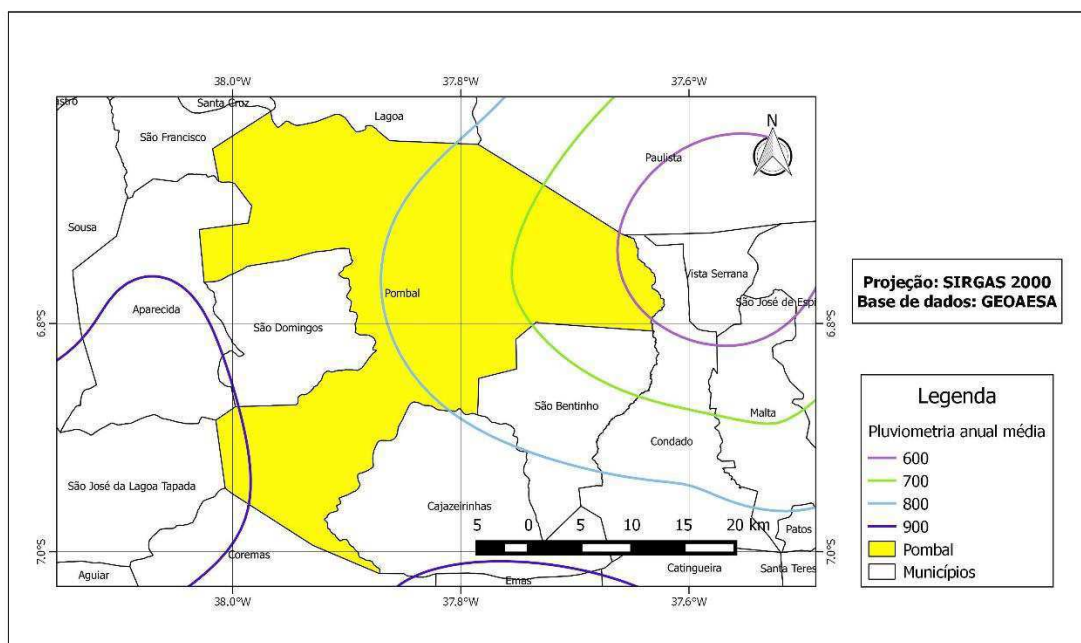 38.0°W
37.8°W
37.6°W
Santa Cruz
Lagoa
São Francisco
N
Paulista
Sousa
Vista Serrana
São José de Espi
Aparecida
Pombal
São Domingos
6.8°S
6.8°S
Projeção: SIRGAS 2000
Base de dados: GEOAESA
São Bentinho
Malta
Condado
São José da Lagoa Tapada
Cajazeirinhas
Patos
5 0 5 10 15 20 km
7.0°S
7.0°S
Coremas
Aguiar
Emas
Catingueira
Santa Teres
38.0°W
37.8°W
37.6°W
Legenda
Pluviometria anual média
600
700
800
900
Pombal
Municípios